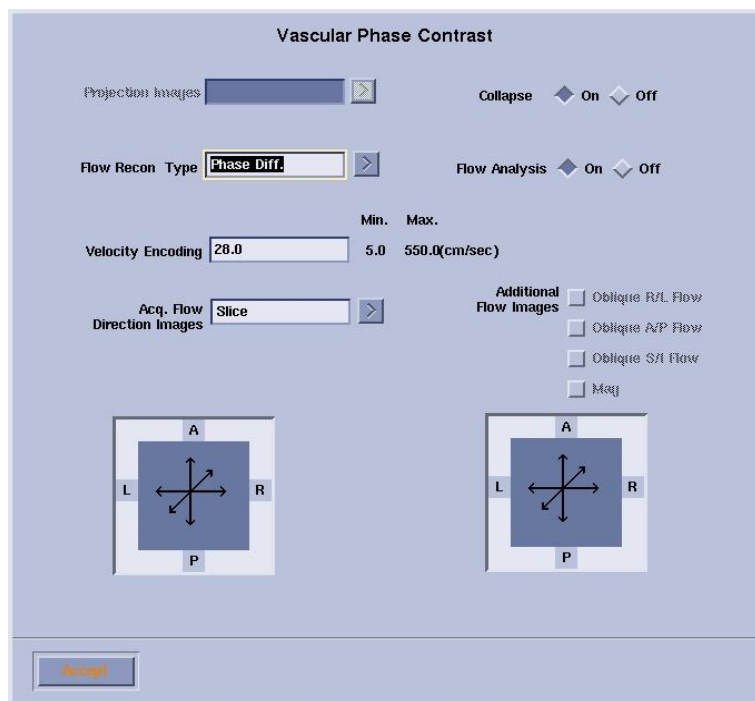 Vascular Phase Contrast
Projection Images > Collapse On Off
Flow Recon Type Phase Diff. > Flow Analysis On Off
Min. Max.
Velocity Encoding 28.0 5.0 550.0(cm/sec)
Acq. Flow
Direction Images Slice >
Additional
Flow Images
Oblique R/L Flow
Oblique A/P Flow
Oblique S/I Flow
Mag
A
L R
P
A
L R
P
Accept